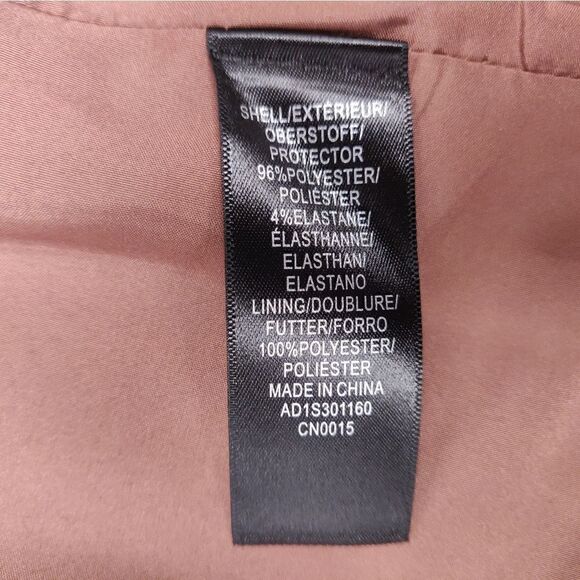 SHELL/EXTÉRIEUR/
OBERSTOFF/
PROTECTOR
96%POLYESTER/
POLIÉSTER
4%ELASTANE/
ÉLASTHANNE/
ELASTHAN/
ELASTANO
LINING/DOUBLURE/
FUTTER/FORRO
100%POLYESTER/
POLIÉSTER
MADE IN CHINA
AD1S301160
CN0015